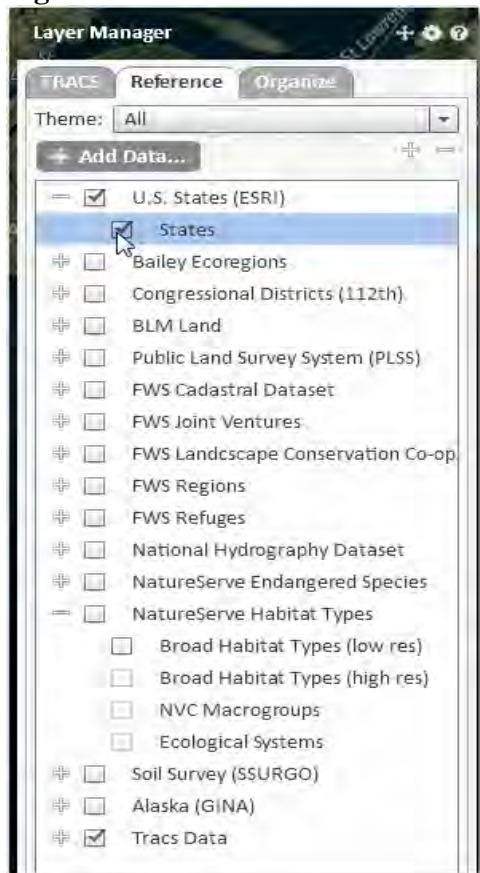 Layer Manager
TRACS Reference Organize
Theme: All
+ Add Data...
U.S. States (ESRI)
States
Bailey Ecoregions
Congressional Districts (112th)
BLM Land
Public Land Survey System (PLSS)
FWS Cadastral Dataset
FWS Joint Ventures
FWS Landcscape Conservation Co-op
FWS Regions
FWS Refuges
National Hydrography Dataset
NatureServe Endangered Species
NatureServe Habitat Types
Broad Habitat Types (low res)
Broad Habitat Types (high res)
NVC Macrogroups
Ecological Systems
Soil Survey (SSURGO)
Alaska (GINA)
Tracs Data